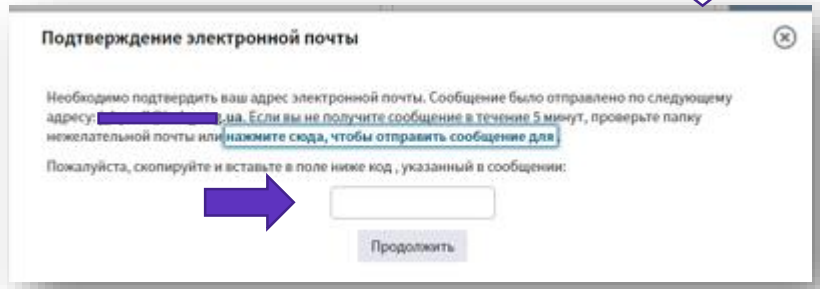 Подтверждение электронной почты
Необходимо подтвердить ваш адрес электронной почты. Сообщение было отправлено по следующему
адресу: .ua. Если вы не получите сообщение в течение 5 минут, проверьте папку
нежелательной почты или нажмите сюда, чтобы отправить сообщение для .
Пожалуйста, скопируйте и вставьте в поле ниже код , указанный в сообщении:
Продолжить